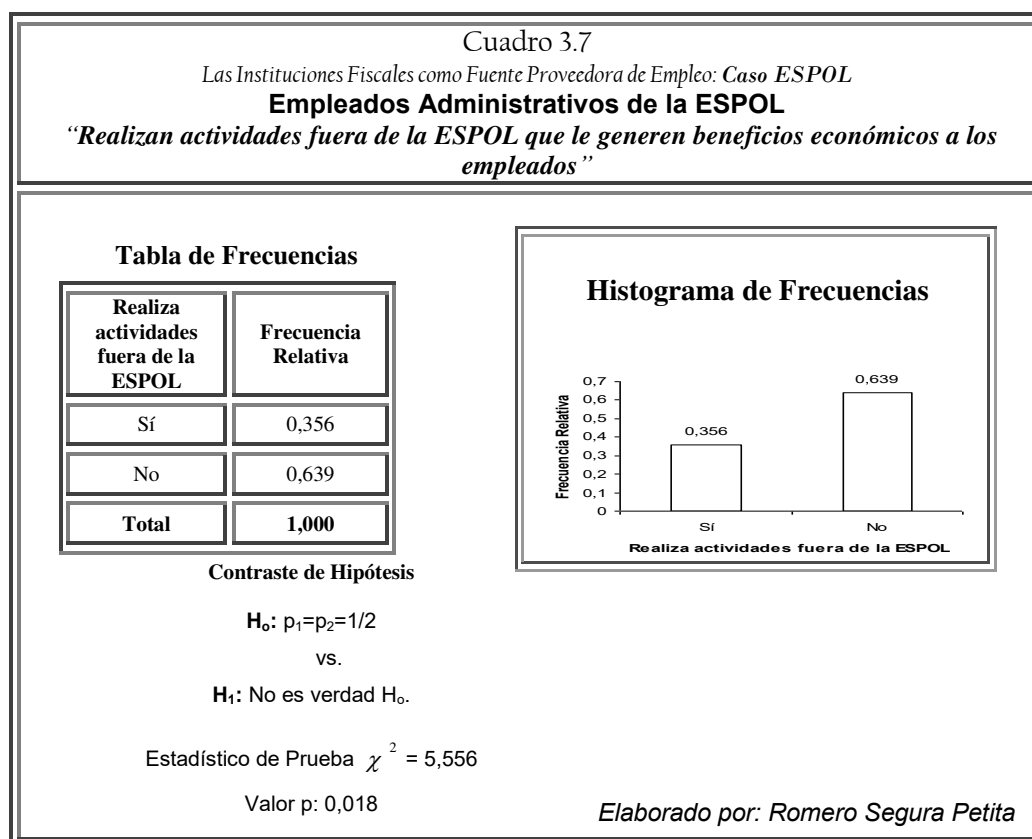 Cuadro 3.7
Las Instituciones Fiscales como Fuente Proveedora de Empleo: Caso ESPOL
Empleados Administrativos de la ESPOL
“Realizan actividades fuera de la ESPOL que le generen beneficios económicos a los
empleados”
Tabla de Frecuencias
Realiza
actividades
fuera de la
ESPOL
Frecuencia
Relativa
Sí 0,356
No 0,639
Total 1,000
Histograma de Frecuencias
Frecuencia Relativa
0,7
0,6
0,5
0,4
0,3
0,2
0,1
0
0,356
0,639
Sí No
Realiza actividades fuera de la ESPOL
Contraste de Hipótesis
Ho: p1=p2=1/2
vs.
H1: No es verdad Ho.
Estadístico de Prueba χ 2 = 5,556
Valor p: 0,018
Elaborado por: Romero Segura Petita